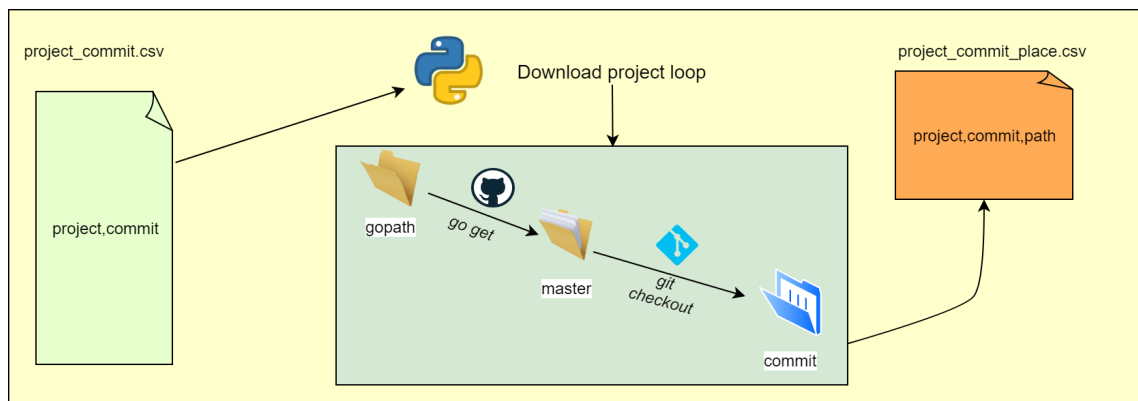 project_commit.csv
project,commit
Download project loop
gopath
go get
master
git
checkout
commit
project_commit_place.csv
project,commit,path